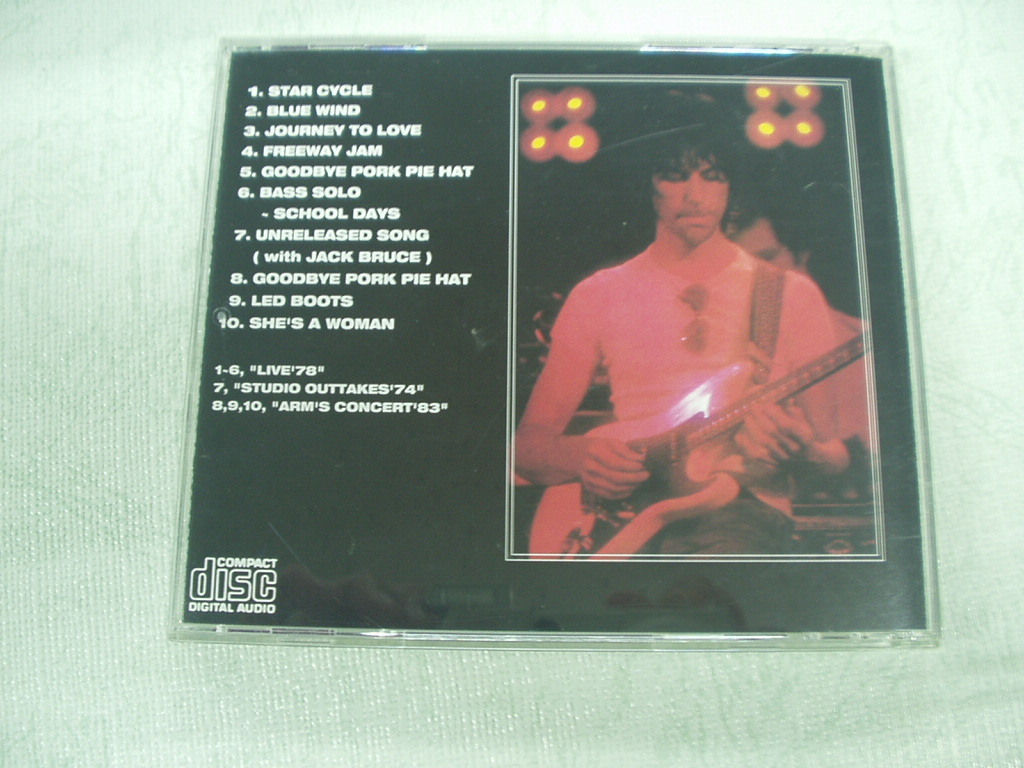 1. STAR CYCLE
2. BLUE WIND
3. JOURNEY TO LOVE
4. FREEWAY JAM
5. GOODBYE PORK PIE HAT
6. BASS SOLO
~ SCHOOL DAYS
7. UNRELEASED SONG
( with JACK BRUCE )
8. GOODBYE PORK PIE HAT
9. LED BOOTS
10. SHE'S A WOMAN
1-6, "LIVE'78"
7, "STUDIO OUTTAKES'74"
8,9,10, "ARM'S CONCERT'83"
COMPACT
disc
DIGITAL AUDIO